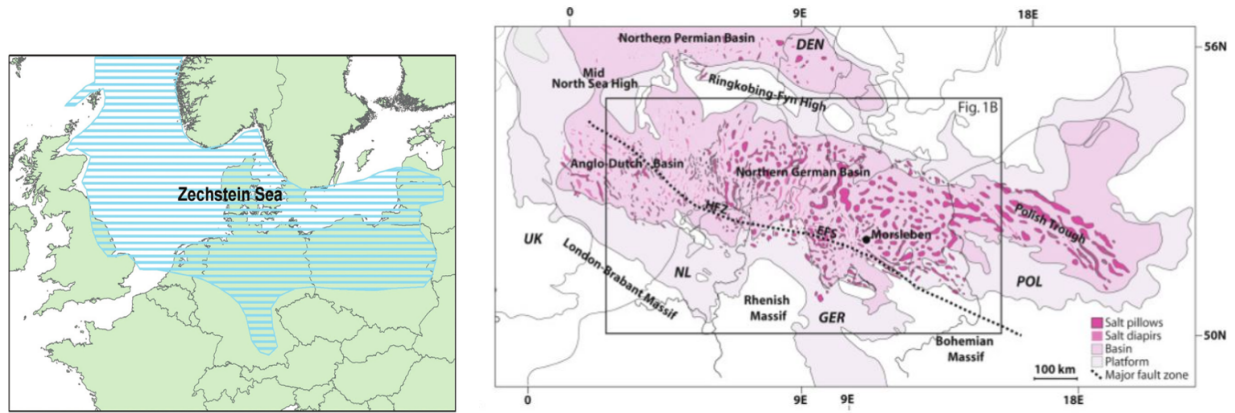 Zechstein Sea
0
9E
18E
Northern Permian Basin
DEN
56N
Mid
North Sea High
Ringkobing-Fyn High
Fig. 1B
Anglo-Dutch Basin
Northern German Basin
HFZ
EFS
Morsleben
Polish Trough
UK
London-Brabant Massif
NL
POL
Rhenish
Massif
GER
Bohemian
Massif
Salt pillows
Salt diapirs
Basin
Platform
Major fault zone
50N
100 km
0
9E
9E
18E